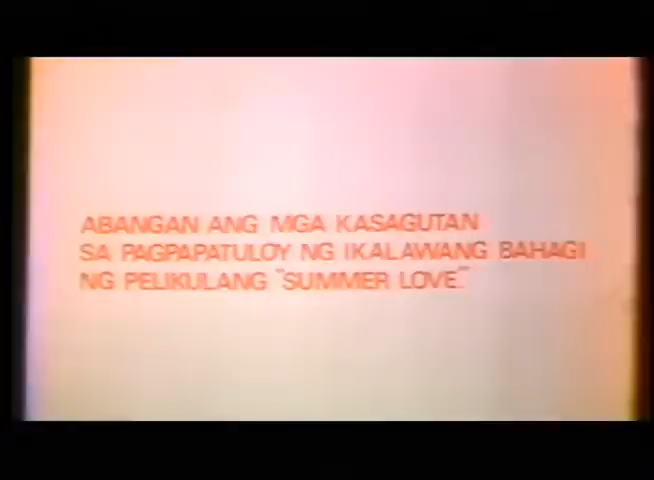 ABANGAN ANG MGA KASAGUTAN
SA PAGPAPATULOY NG IKALAWANG BAHAGI
NG PELIKULANG "SUMMER LOVE."